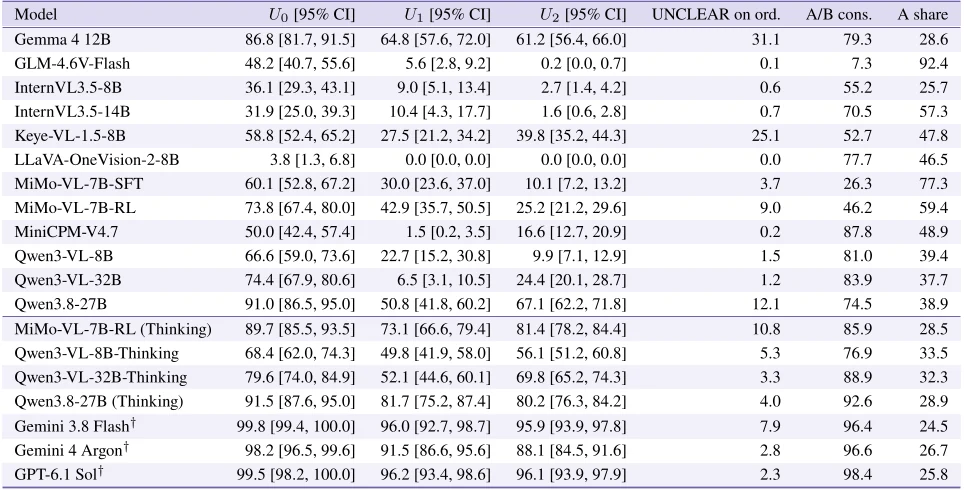 Model U0 [95% CI] U1 [95% CI] U2 [95% CI] UNCLEAR on ord. A/B cons. A share
Gemma 4 12B 86.8 [81.7, 91.5] 64.8 [57.6, 72.0] 61.2 [56.4, 66.0] 31.1 79.3 28.6
GLM-4.6V-Flash 48.2 [40.7, 55.6] 5.6 [2.8, 9.2] 0.2 [0.0, 0.7] 0.1 7.3 92.4
InternVL3.5-8B 36.1 [29.3, 43.1] 9.0 [5.1, 13.4] 2.7 [1.4, 4.2] 0.6 55.2 25.7
InternVL3.5-14B 31.9 [25.0, 39.3] 10.4 [4.3, 17.7] 1.6 [0.6, 2.8] 0.7 70.5 57.3
Keye-VL-1.5-8B 58.8 [52.4, 65.2] 27.5 [21.2, 34.2] 39.8 [35.2, 44.3] 25.1 52.7 47.8
LLaVA-OneVision-2-8B 3.8 [1.3, 6.8] 0.0 [0.0, 0.0] 0.0 [0.0, 0.0] 0.0 77.7 46.5
MiMo-VL-7B-SFT 60.1 [52.8, 67.2] 30.0 [23.6, 37.0] 10.1 [7.2, 13.2] 3.7 26.3 77.3
MiMo-VL-7B-RL 73.8 [67.4, 80.0] 42.9 [35.7, 50.5] 25.2 [21.2, 29.6] 9.0 46.2 59.4
MiniCPM-V4.7 50.0 [42.4, 57.4] 1.5 [0.2, 3.5] 16.6 [12.7, 20.9] 0.2 87.8 48.9
Qwen3-VL-8B 66.6 [59.0, 73.6] 22.7 [15.2, 30.8] 9.9 [7.1, 12.9] 1.5 81.0 39.4
Qwen3-VL-32B 74.4 [67.9, 80.6] 6.5 [3.1, 10.5] 24.4 [20.1, 28.7] 1.2 83.9 37.7
Qwen3.8-27B 91.0 [86.5, 95.0] 50.8 [41.8, 60.2] 67.1 [62.2, 71.8] 12.1 74.5 38.9
MiMo-VL-7B-RL (Thinking) 89.7 [85.5, 93.5] 73.1 [66.6, 79.4] 81.4 [78.2, 84.4] 10.8 85.9 28.5
Qwen3-VL-8B-Thinking 68.4 [62.0, 74.3] 49.8 [41.9, 58.0] 56.1 [51.2, 60.8] 5.3 76.9 33.5
Qwen3-VL-32B-Thinking 79.6 [74.0, 84.9] 52.1 [44.6, 60.1] 69.8 [65.2, 74.3] 3.3 88.9 32.3
Qwen3.8-27B (Thinking) 91.5 [87.6, 95.0] 81.7 [75.2, 87.4] 80.2 [76.3, 84.2] 4.0 92.6 28.9
Gemini 3.8 Flash† 99.8 [99.4, 100.0] 96.0 [92.7, 98.7] 95.9 [93.9, 97.8] 7.9 96.4 24.5
Gemini 4 Argon† 98.2 [96.5, 99.6] 91.5 [86.6, 95.6] 88.1 [84.5, 91.6] 2.8 96.6 26.7
GPT-6.1 Sol† 99.5 [98.2, 100.0] 96.2 [93.4, 98.6] 96.1 [93.9, 97.9] 2.3 98.4 25.8